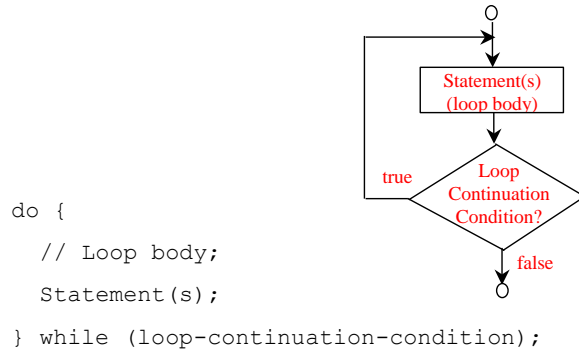 Statement(s)
(loop body)
true
Loop
Continuation
Condition?
false
do {
// Loop body;
Statement(s);
} while (loop-continuation-condition);